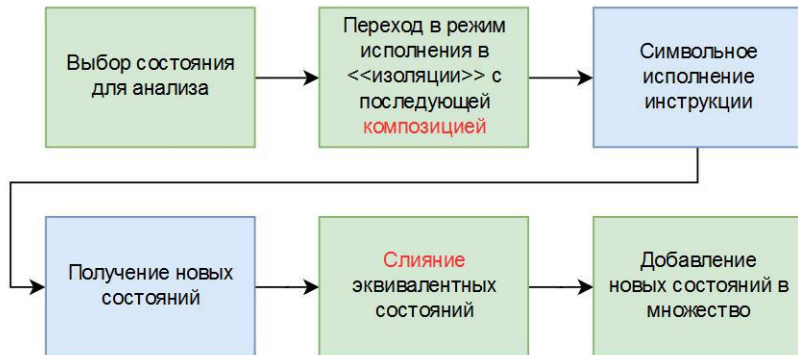 Выбор состояния
для анализа
Переход в режим
исполнения в
<<изоляции>> с
последующей
композицией
Символьное
исполнение
инструкции
Получение новых
состояний
Слияние
эквивалентных
состояний
Добавление
новых состояний в
множество